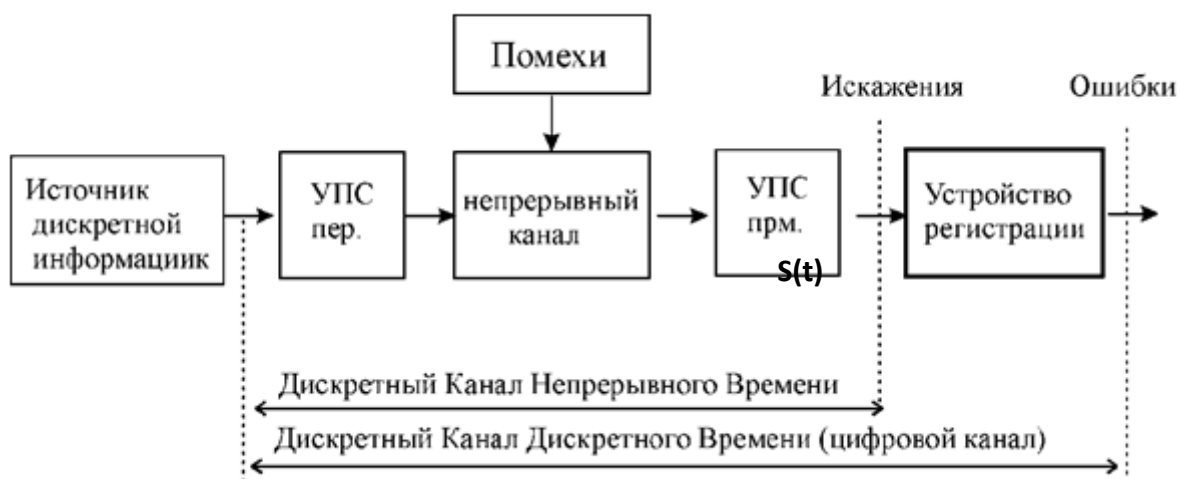 Помехи
Искажения
Ошибки
Источник
дискретной
информациик
УПС
пер.
непрерывный
канал
УПС
прм.
S(t)
Устройство
регистрации
Дискретный Канал Непрерывного Времени
Дискретный Канал Дискретного Времени (цифровой канал)